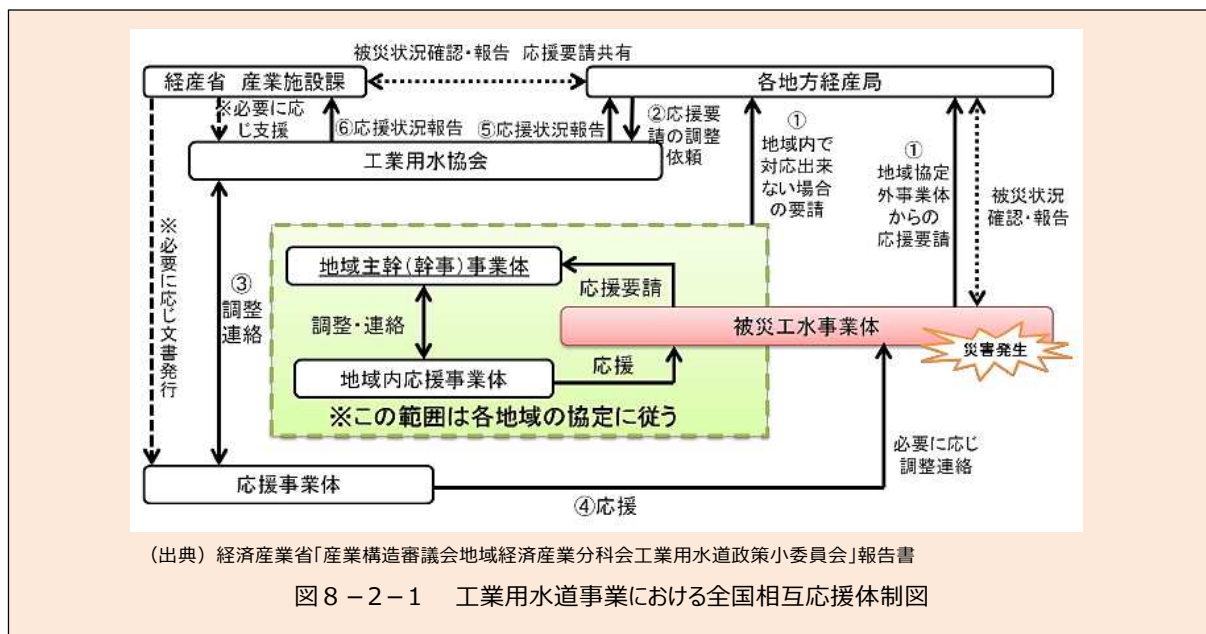 被災状況確認・報告 応援要請共有
経産省 産業施設課
各地方経産局
※必要に応
じ支援
⑥応援状況報告
⑤応援状況報告
②応援要
請の調整
依頼
工業用水協会
①
地域内で
対応出来
ない場合
の要請
①
地域協定
外事業体
からの
応援要請
被災状況
確認・報告
※必要に応じ文書発行
③
調整
連絡
地域主幹(幹事)事業体
応援要請
調整・連絡
被災工水事業体
災害発生
地域内応援事業体
応援
※この範囲は各地域の協定に従う
必要に応じ
調整連絡
応援事業体
④応援
（出典）経済産業省「産業構造審議会地域経済産業分科会工業用水道政策小委員会」報告書
図８－２－１ 工業用水道事業における全国相互応援体制図